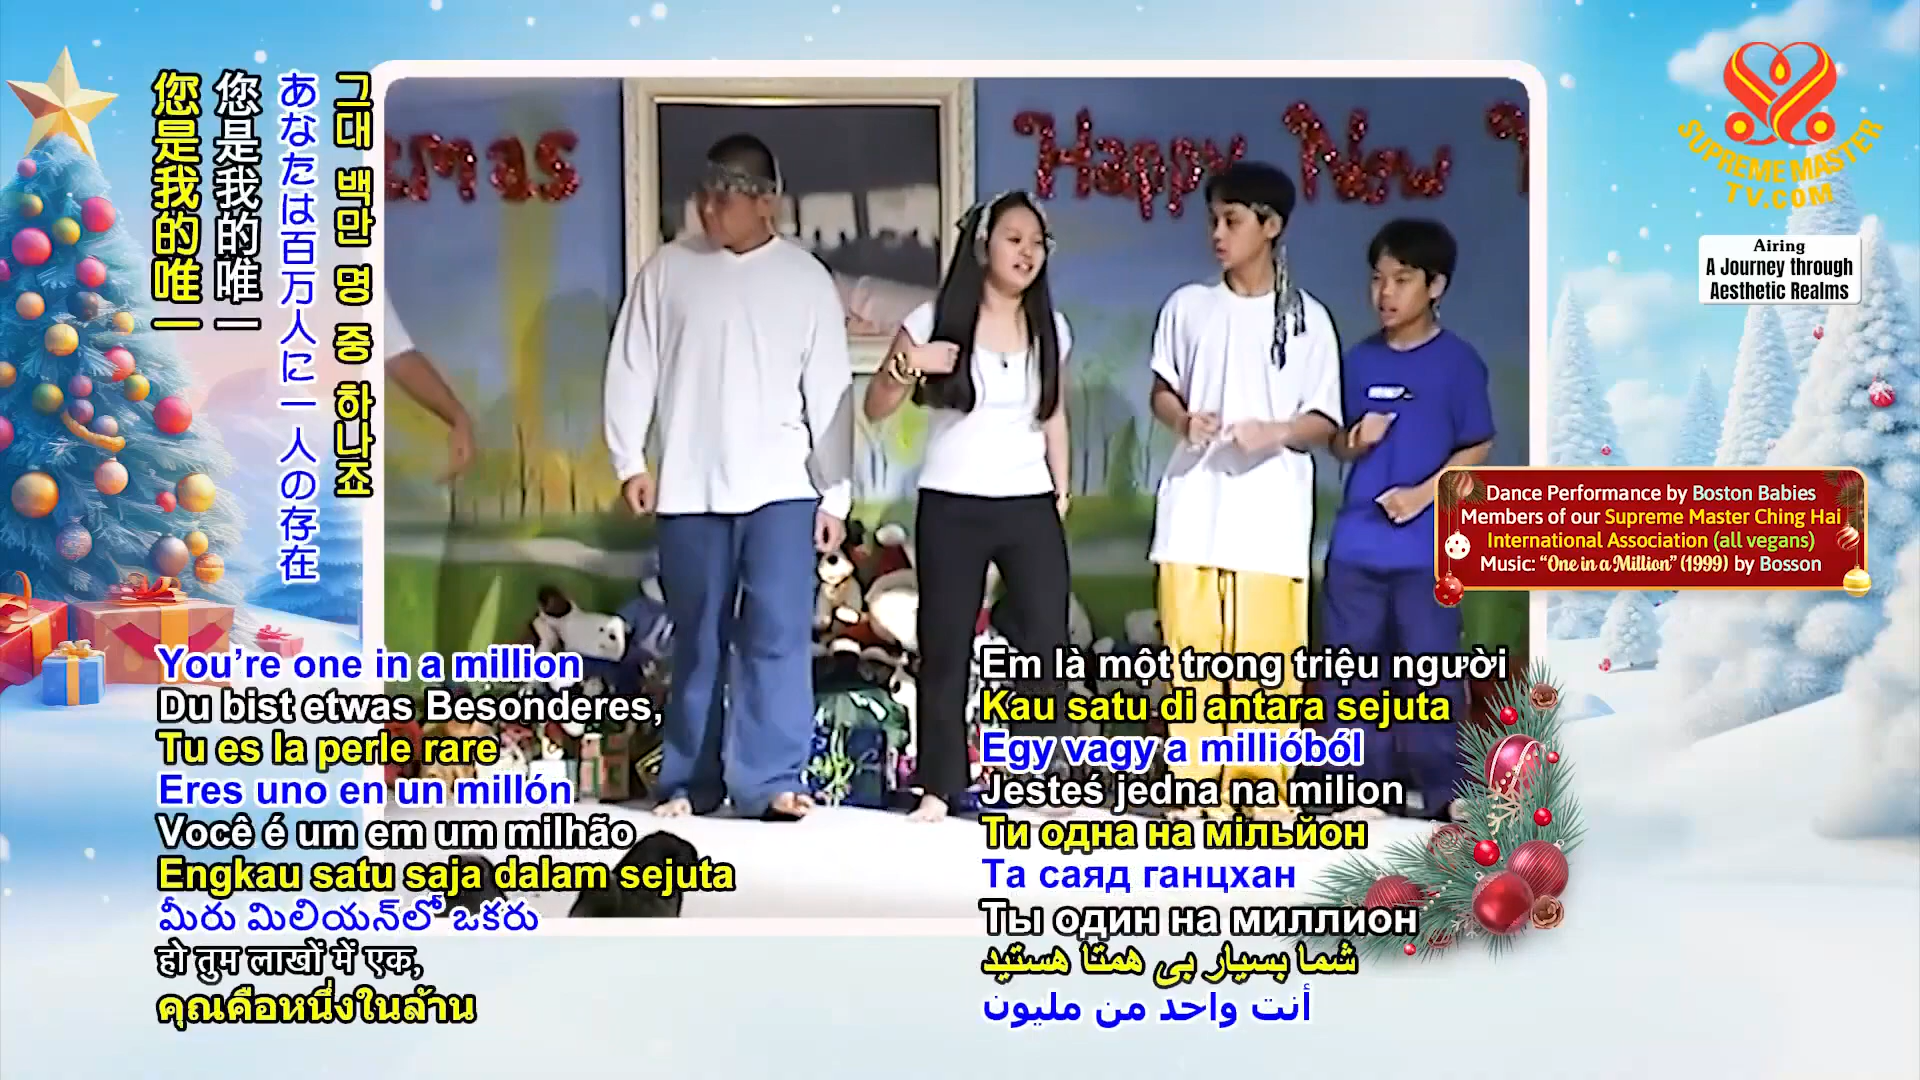 您是我的唯一
您是我的唯一
あなたは百万人に一人の存在
그대 백만 명 중 하나죠
mas
Happy New
SUPREME MASTER
TV.COM
Airing
A Journey through
Aesthetic Realms
Dance Performance by Boston Babies
Members of our Supreme Master Ching Hai
International Association (all vegans)
Music: “One in a Million” (1999) by Bosson
You’re one in a million
Du bist etwas Besonderes,
Tu es la perle rare
Eres uno en un millón
Você é um em um milhão
Engkau satu saja dalam sejuta
మీరు మిలియన్‌లో ఒకరు
हो तुम लाखों में एक,
คุณคือหนึ่งในล้าน
Em là một trong triệu người
Kau satu di antara sejuta
Egy vagy a millióból
Jesteś jedna na milion
Ти одна на мільйон
Та саяд ганцхан
Ты один на миллион
شما بسیار بی همتا هستید
أنت واحد من مليون